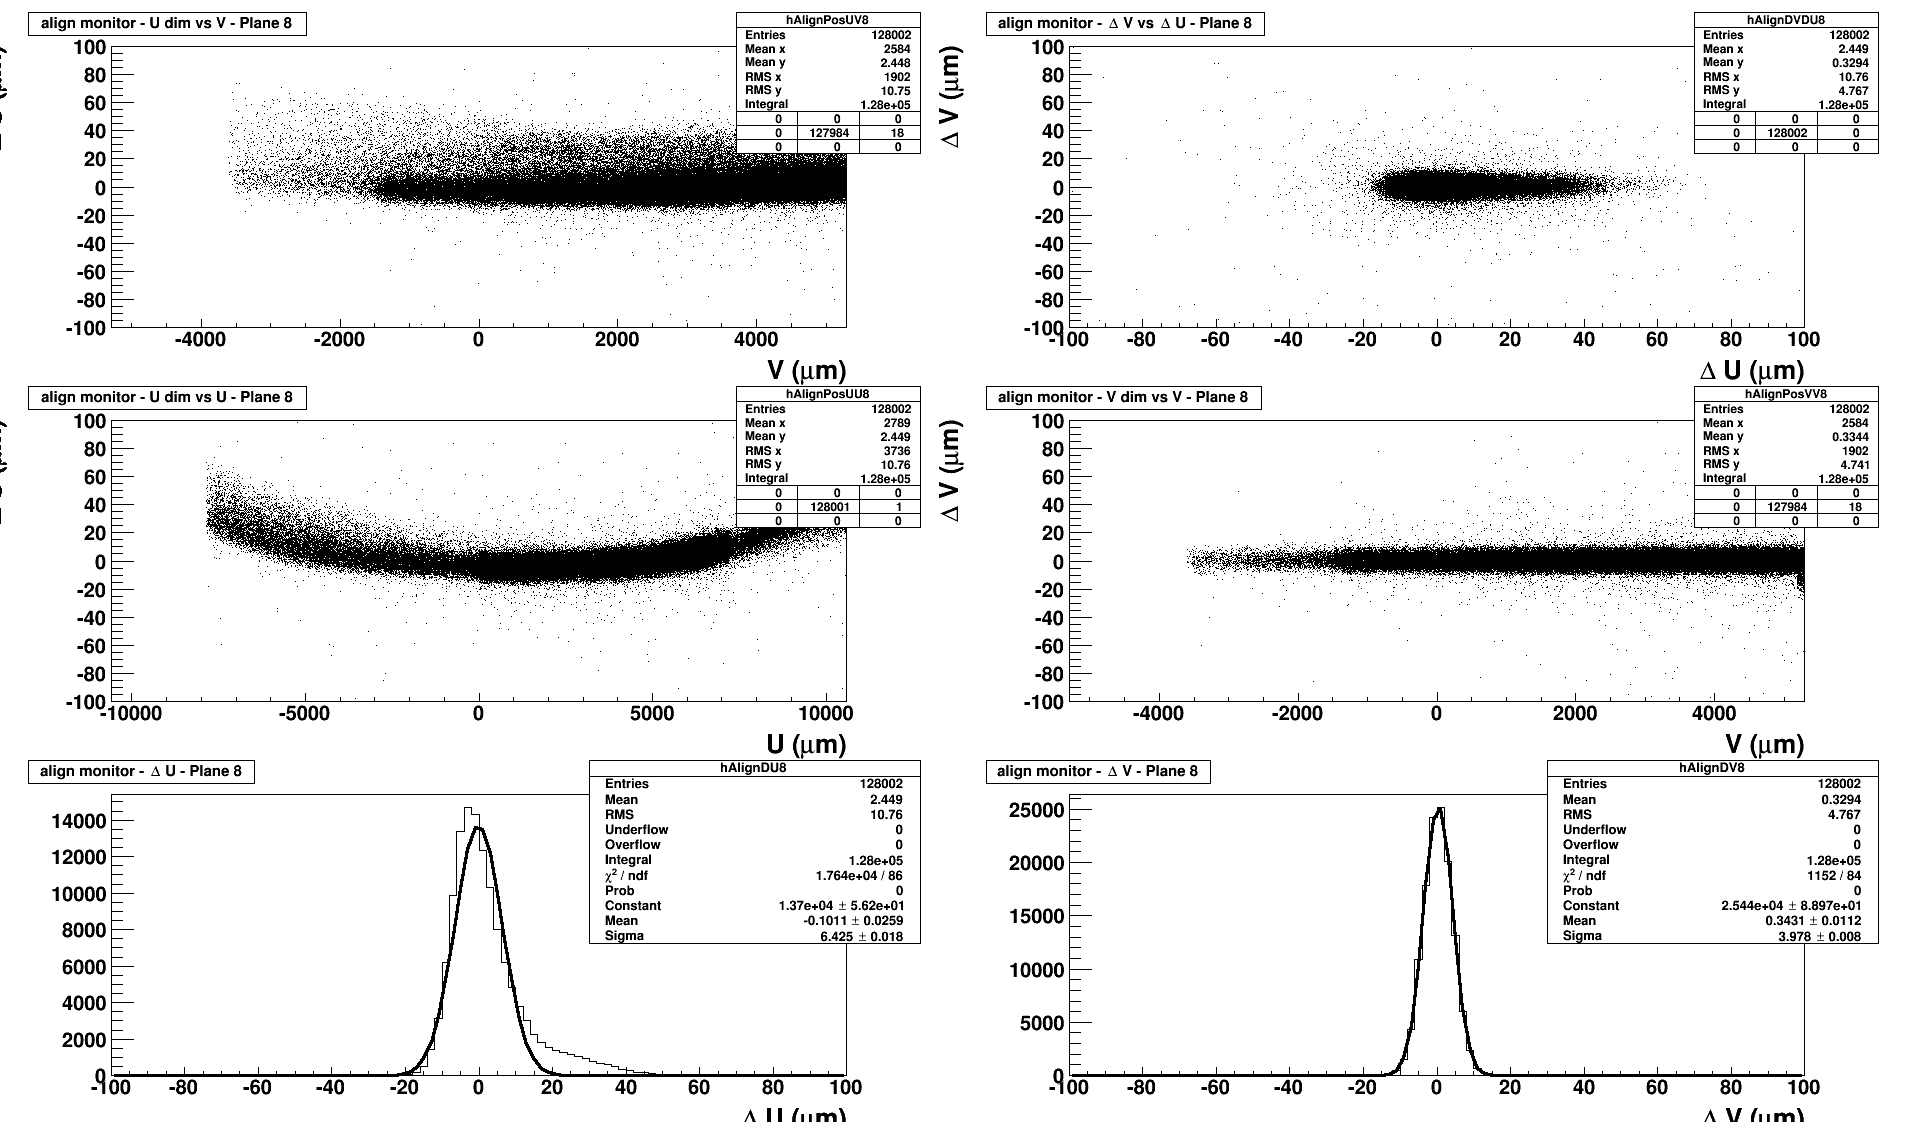 align monitor - U dim vs V - Plane 8
hAlignPosUV8
Entries 128002
Mean x 2584
Mean y 2.448
RMS x 1902
RMS y 10.75
Integral 1.28e+05
0 0 0
0 127984 18
0 0 0
100
80
60
40
20
0
-20
-40
-60
-80
-100
-4000 -2000 0 2000 4000
V (μm)
align monitor - Δ V vs Δ U - Plane 8
hAlignDVDU8
Entries 128002
Mean x 2.449
Mean y 0.3294
RMS x 10.76
RMS y 4.767
Integral 1.28e+05
0 0 0
0 128002 0
0 0 0
Δ V (μm)
100
80
60
40
20
0
-20
-40
-60
-80
-100
-100 -80 -60 -40 -20 0 20 40 60 80 100
Δ U (μm)
align monitor - U dim vs U - Plane 8
hAlignPosUU8
Entries 128002
Mean x 2789
Mean y 2.449
RMS x 3736
RMS y 10.76
Integral 1.28e+05
0 0 0
0 128001 1
0 0 0
100
80
60
40
20
0
-20
-40
-60
-80
-100
-10000 -5000 0 5000 10000
U (μm)
align monitor - V dim vs V - Plane 8
hAlignPosVV8
Entries 128002
Mean x 2584
Mean y 0.3344
RMS x 1902
RMS y 4.741
Integral 1.28e+05
0 0 0
0 127984 18
0 0 0
Δ V (μm)
100
80
60
40
20
0
-20
-40
-60
-80
-100
-4000 -2000 0 2000 4000
V (μm)
align monitor - Δ U - Plane 8
hAlignDU8
Entries 128002
Mean 2.449
RMS 10.76
Underflow 0
Overflow 0
Integral 1.28e+05
χ² / ndf 1.764e+04 / 86
Prob 0
Constant 1.37e+04 ± 5.62e+01
Mean -0.1011 ± 0.0259
Sigma 6.425 ± 0.018
14000
12000
10000
8000
6000
4000
2000
0
-100 -80 -60 -40 -20 0 20 40 60 80 100
Δ U (μm)
align monitor - Δ V - Plane 8
hAlignDV8
Entries 128002
Mean 0.3294
RMS 4.767
Underflow 0
Overflow 0
Integral 1.28e+05
χ² / ndf 1152 / 84
Prob 0
Constant 2.544e+04 ± 8.897e+01
Mean 0.3431 ± 0.0112
Sigma 3.978 ± 0.008
25000
20000
15000
10000
5000
0
-100 -80 -60 -40 -20 0 20 40 60 80 100
Δ V (μm)